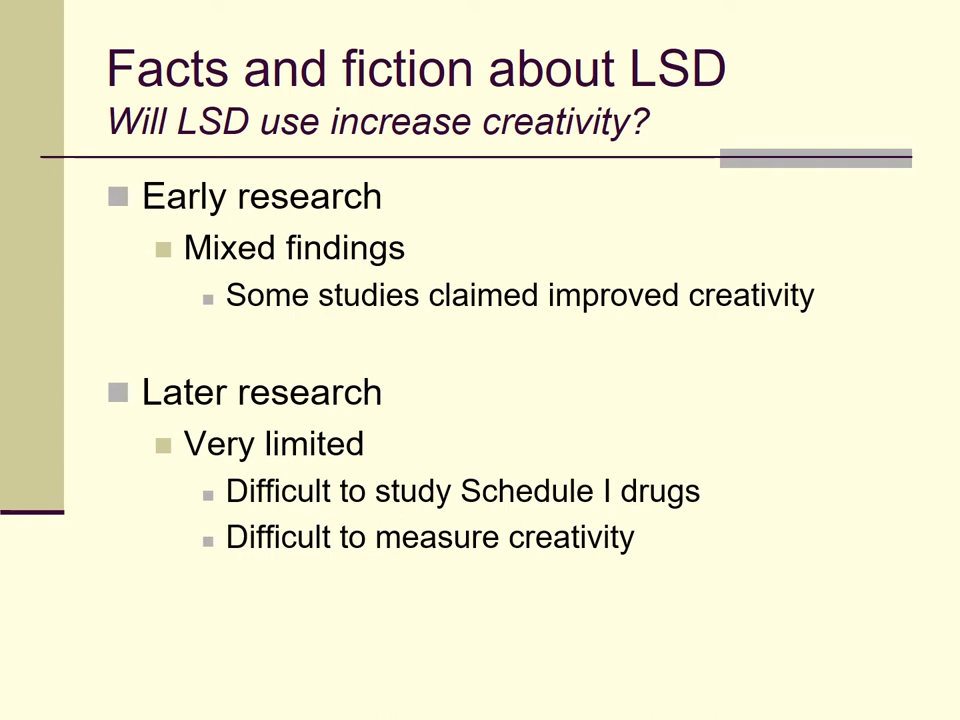 Facts and fiction about LSD
Will LSD use increase creativity?
Early research
Mixed findings
Some studies claimed improved creativity
Later research
Very limited
Difficult to study Schedule I drugs
Difficult to measure creativity